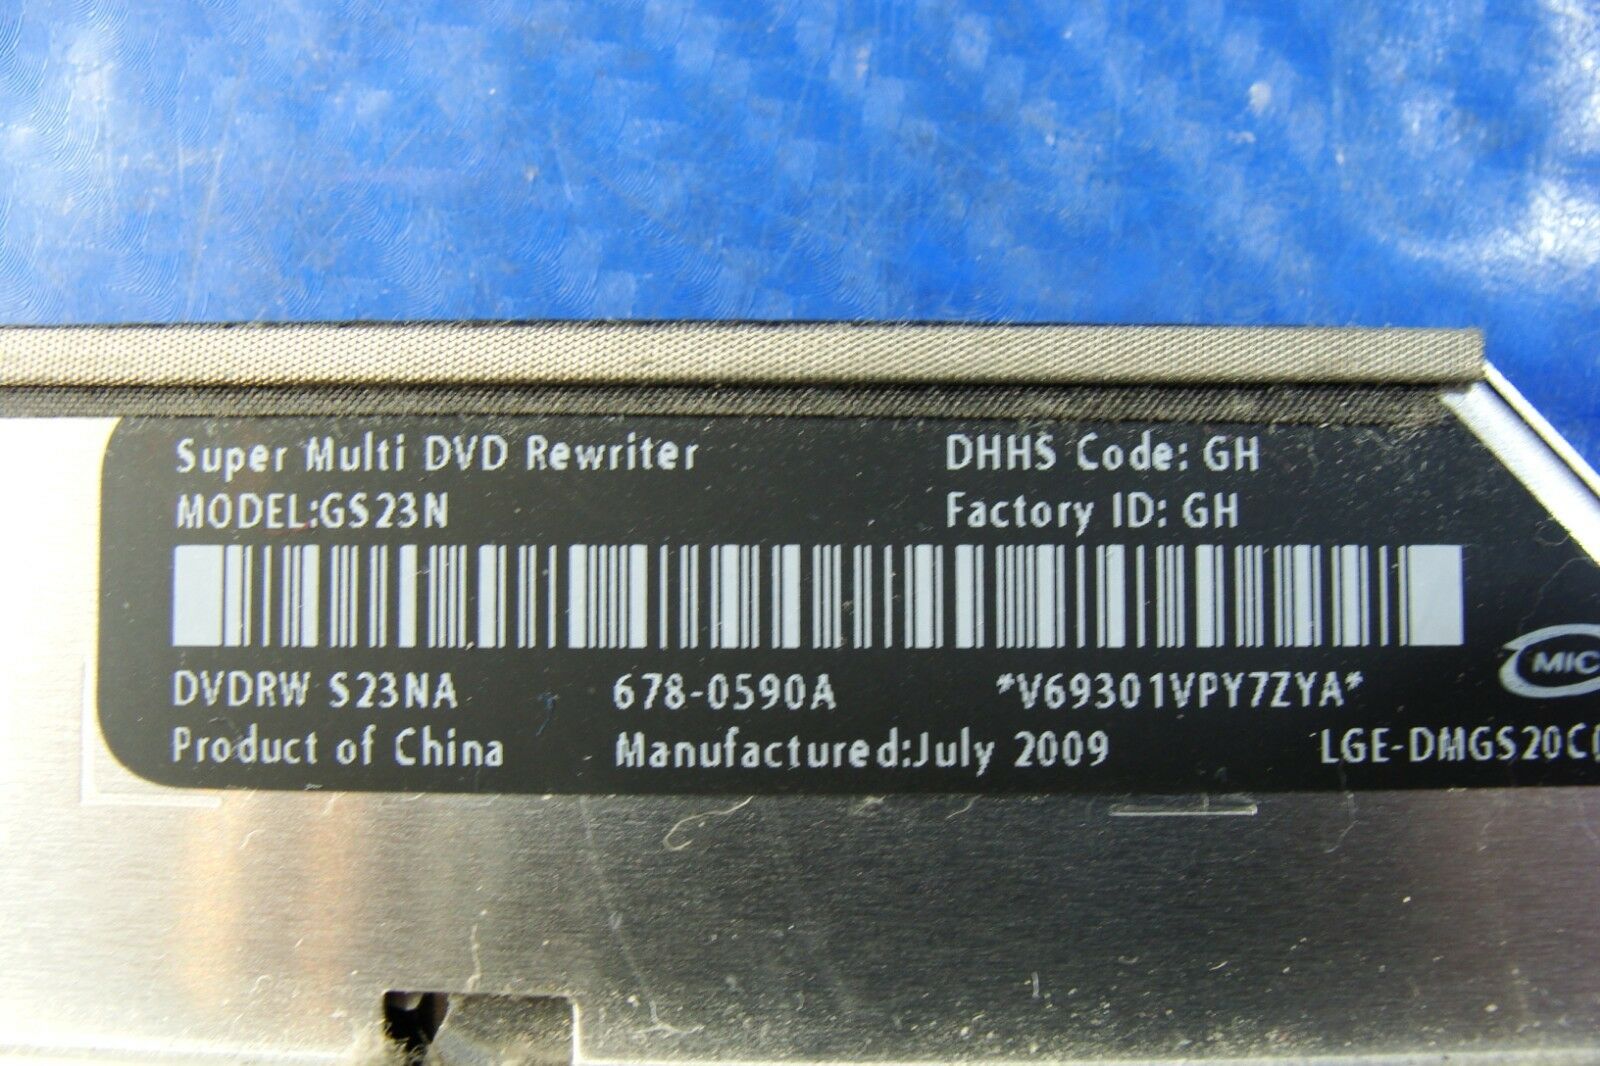 Super Multi DVD Rewriter
MODEL:GS23N
DHHS Code: GH
Factory ID: GH
DVDRW S23NA 678-0590A *V69301VPY7ZYA*
MIC
Product of China Manufactured:July 2009